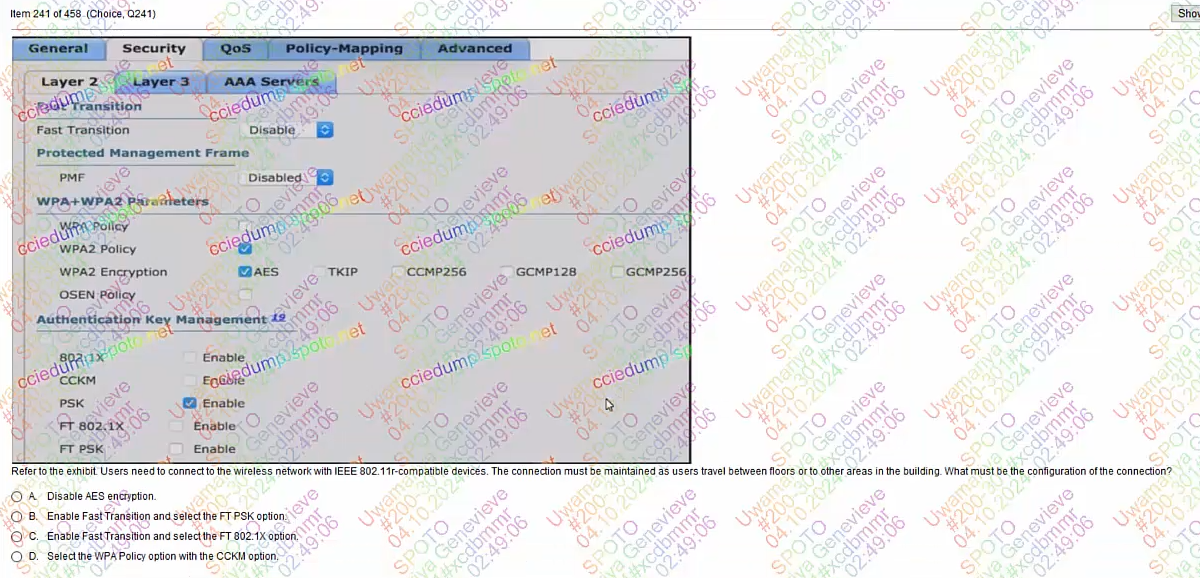 Item 241 of 458 (Choice, Q241)
General Security QoS Policy-Mapping Advanced
Layer 2 Layer 3 AAA Servers
Fast Transition
Fast Transition Disable
Protected Management Frame
PMF Disabled
WPA+WPA2 Parameters
WPA Policy
WPA2 Policy
WPA2 Encryption AES TKIP CCMP256 GCMP128 GCMP256
OSEN Policy
Authentication Key Management 19
802.1X Enable
CCKM Enable
PSK Enable
FT 802.1X Enable
FT PSK Enable
Refer to the exhibit. Users need to connect to the wireless network with IEEE 802.11r-compatible devices. The connection must be maintained as users travel between floors or to other areas in the building. What must be the configuration of the connection?
A. Disable AES encryption.
B. Enable Fast Transition and select the FT PSK option.
C. Enable Fast Transition and select the FT 802.1X option.
D. Select the WPA Policy option with the CCKM option.
cciedump.spoto.net